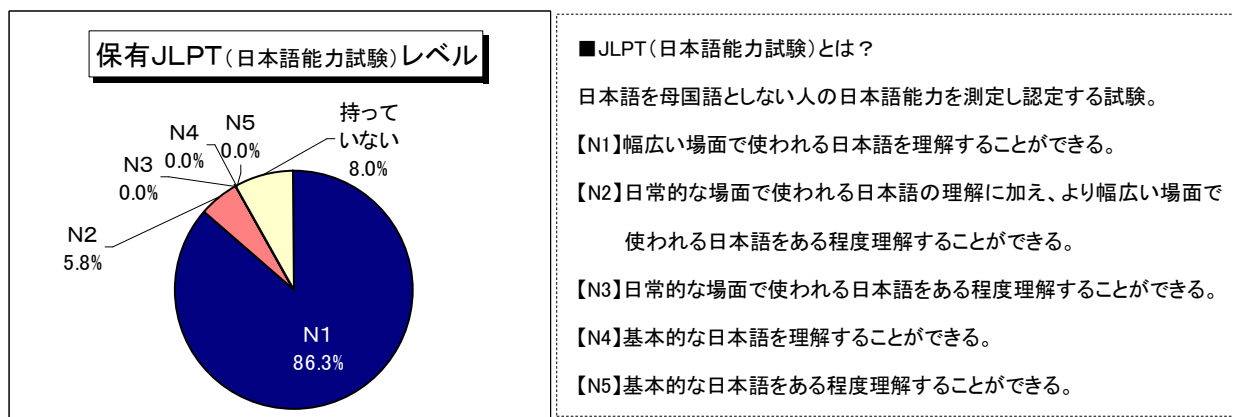 保有JLPT(日本語能力試験)レベル
持って
いない
8.0%
N5
0.0%
N4
0.0%
N3
0.0%
N2
5.8%
N1
86.3%
■JLPT(日本語能力試験)とは？
日本語を母国語としない人の日本語能力を測定し認定する試験。
【N1】幅広い場面で使われる日本語を理解することができる。
【N2】日常的な場面で使われる日本語の理解に加え、より幅広い場面で
使われる日本語をある程度理解することができる。
【N3】日常的な場面で使われる日本語をある程度理解することができる。
【N4】基本的な日本語を理解することができる。
【N5】基本的な日本語をある程度理解することができる。